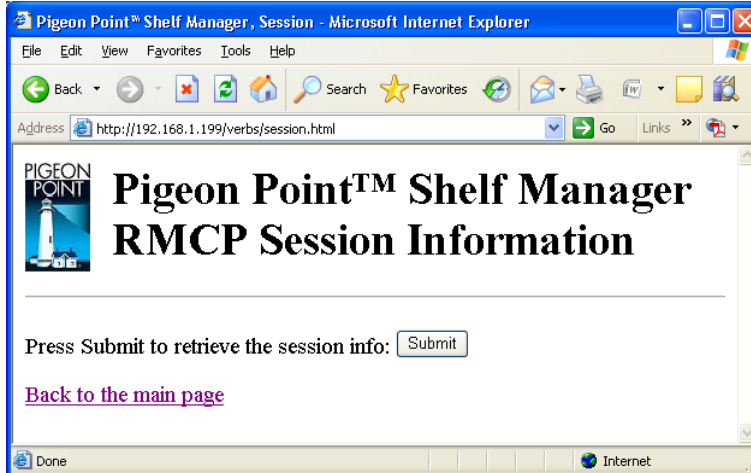 Pigeon Point™ Shelf Manager, Session - Microsoft Internet Explorer
File Edit View Favorites Tools Help
Back Search Favorites
Address http://192.168.1.199/verbs/session.html Go Links »
PIGEON
POINT
Pigeon Point™ Shelf Manager
RMCP Session Information
Press Submit to retrieve the session info: Submit
Back to the main page
Done Internet